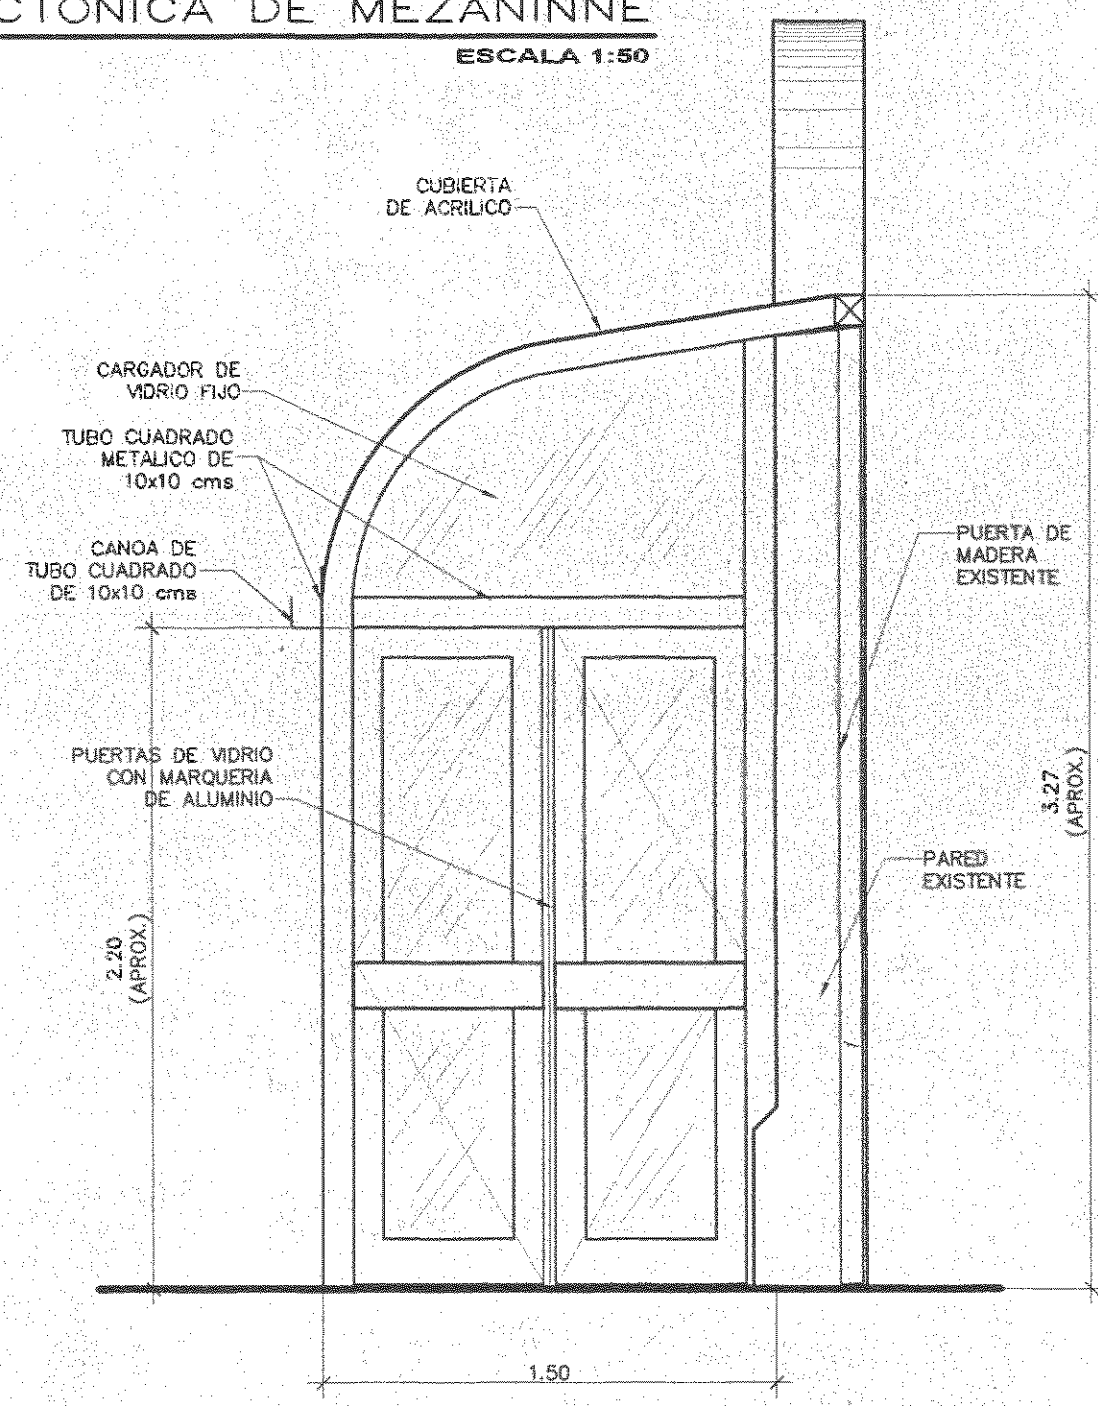 DE MEZANINNE
ESCALA 1:50
CUBIERTA
DE ACRILICO
CARGADOR DE
VIDRIO FIJO
TUBO CUADRADO
METALICO DE
10x10 cms
CANOA DE
TUBO CUADRADO
DE 10x10 cms
PUERTA DE
MADERA
EXISTENTE
PUERTAS DE VIDRIO
CON MARQUERIA
DE ALUMINIO
3.27
(APROX.)
PARED
EXISTENTE
2.20
(APROX.)
1.50